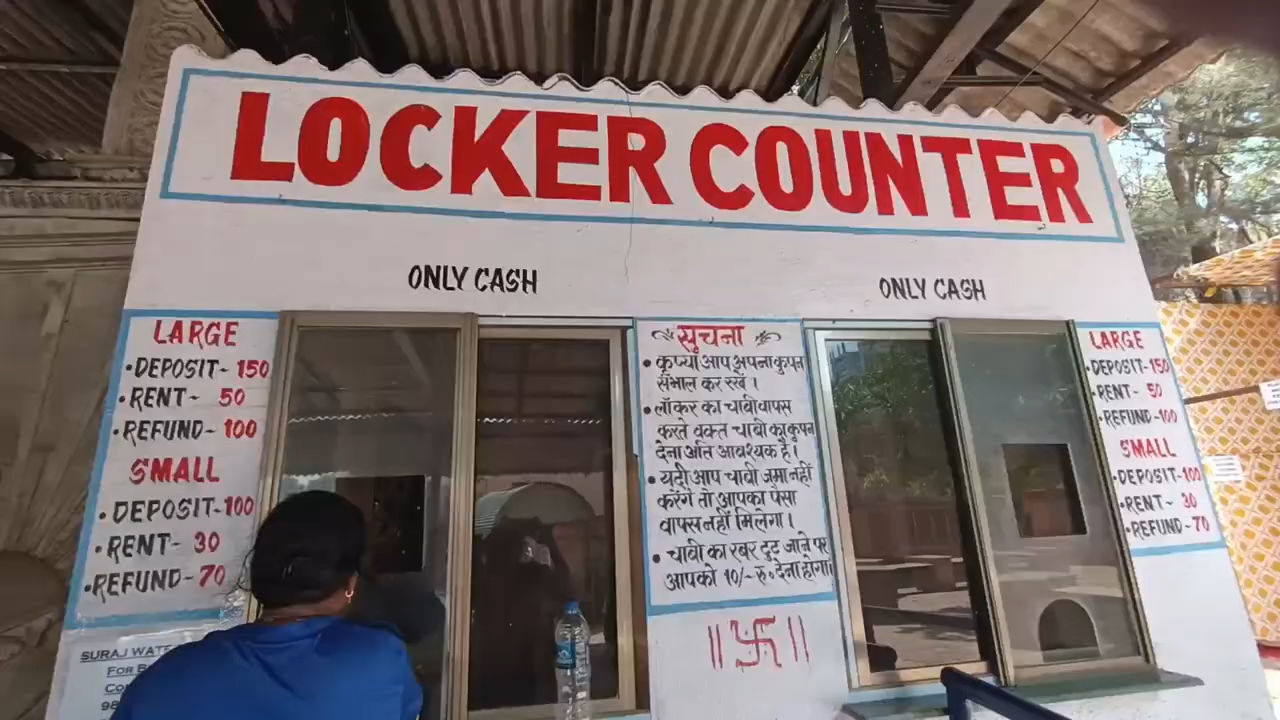 LOCKER COUNTER
ONLY CASH
ONLY CASH
LARGE
•DEPOSIT- 150
•RENT- 50
•REFUND- 100
SMALL
•DEPOSIT-100
•RENT- 30
•REFUND- 70
सुचना
• कृप्या आप अपना कुपन
संभाल कर रखे ।
• लॉकर का चाबी वापस
करते वक्त चाबी का कुपन
देना अति आवश्यक है।
• यदी आप चाबी जमा नहीं
करेंगे तो आपका पैसा
वापस नहीं मिलेगा ।
• चाबी का रबर टुट जाने पर
आपको 10/- रु. देना होगा।
LARGE
•DEPOSIT-150
•RENT- 50
•REFUND-100
SMALL
•DEPOSIT-100
•RENT- 30
•REFUND- 70
SURAJ